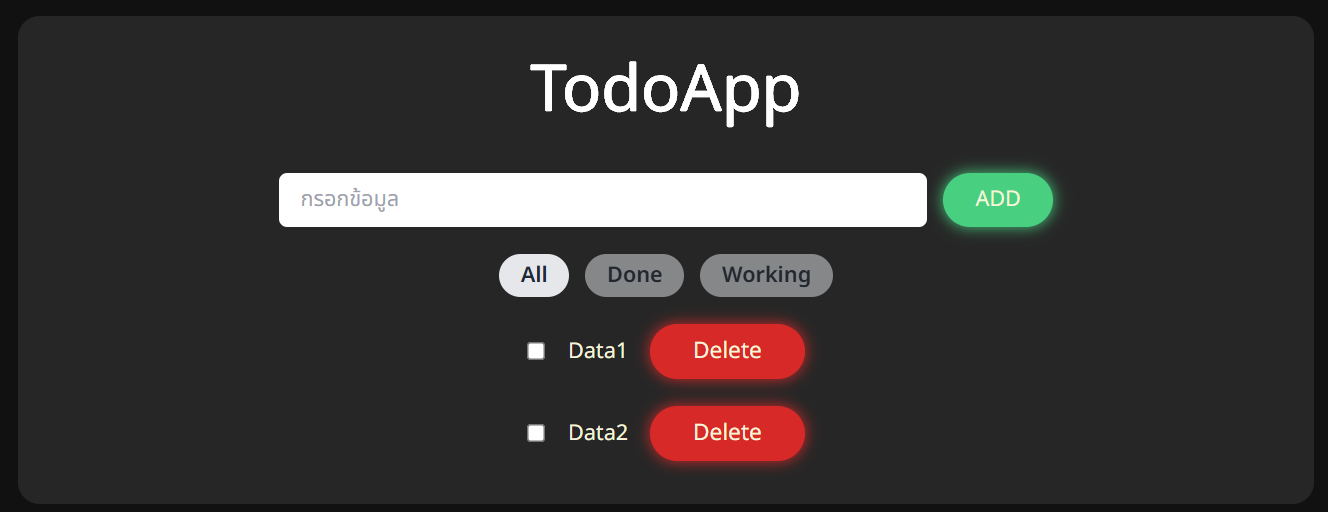 TodoApp
กรอกข้อมูล ADD
All Done Working
Data1 Delete
Data2 Delete